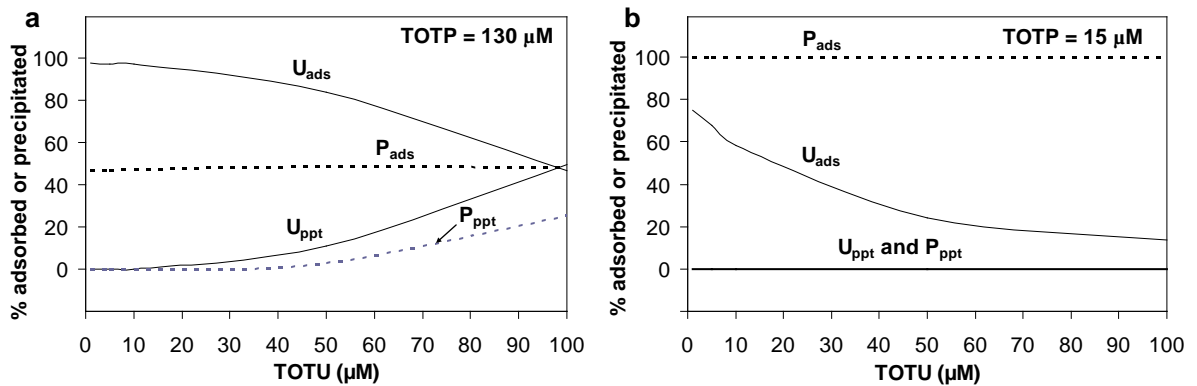 a
TOTP = 130 µM
% adsorbed or precipitated
100
80
60
40
20
0
U_ads
P_ads
U_ppt
P_ppt
0 10 20 30 40 50 60 70 80 90 100
TOTU (µM)
b
TOTP = 15 µM
% adsorbed or precipitated
100
80
60
40
20
0
P_ads
U_ads
U_ppt and P_ppt
0 10 20 30 40 50 60 70 80 90 100
TOTU (µM)